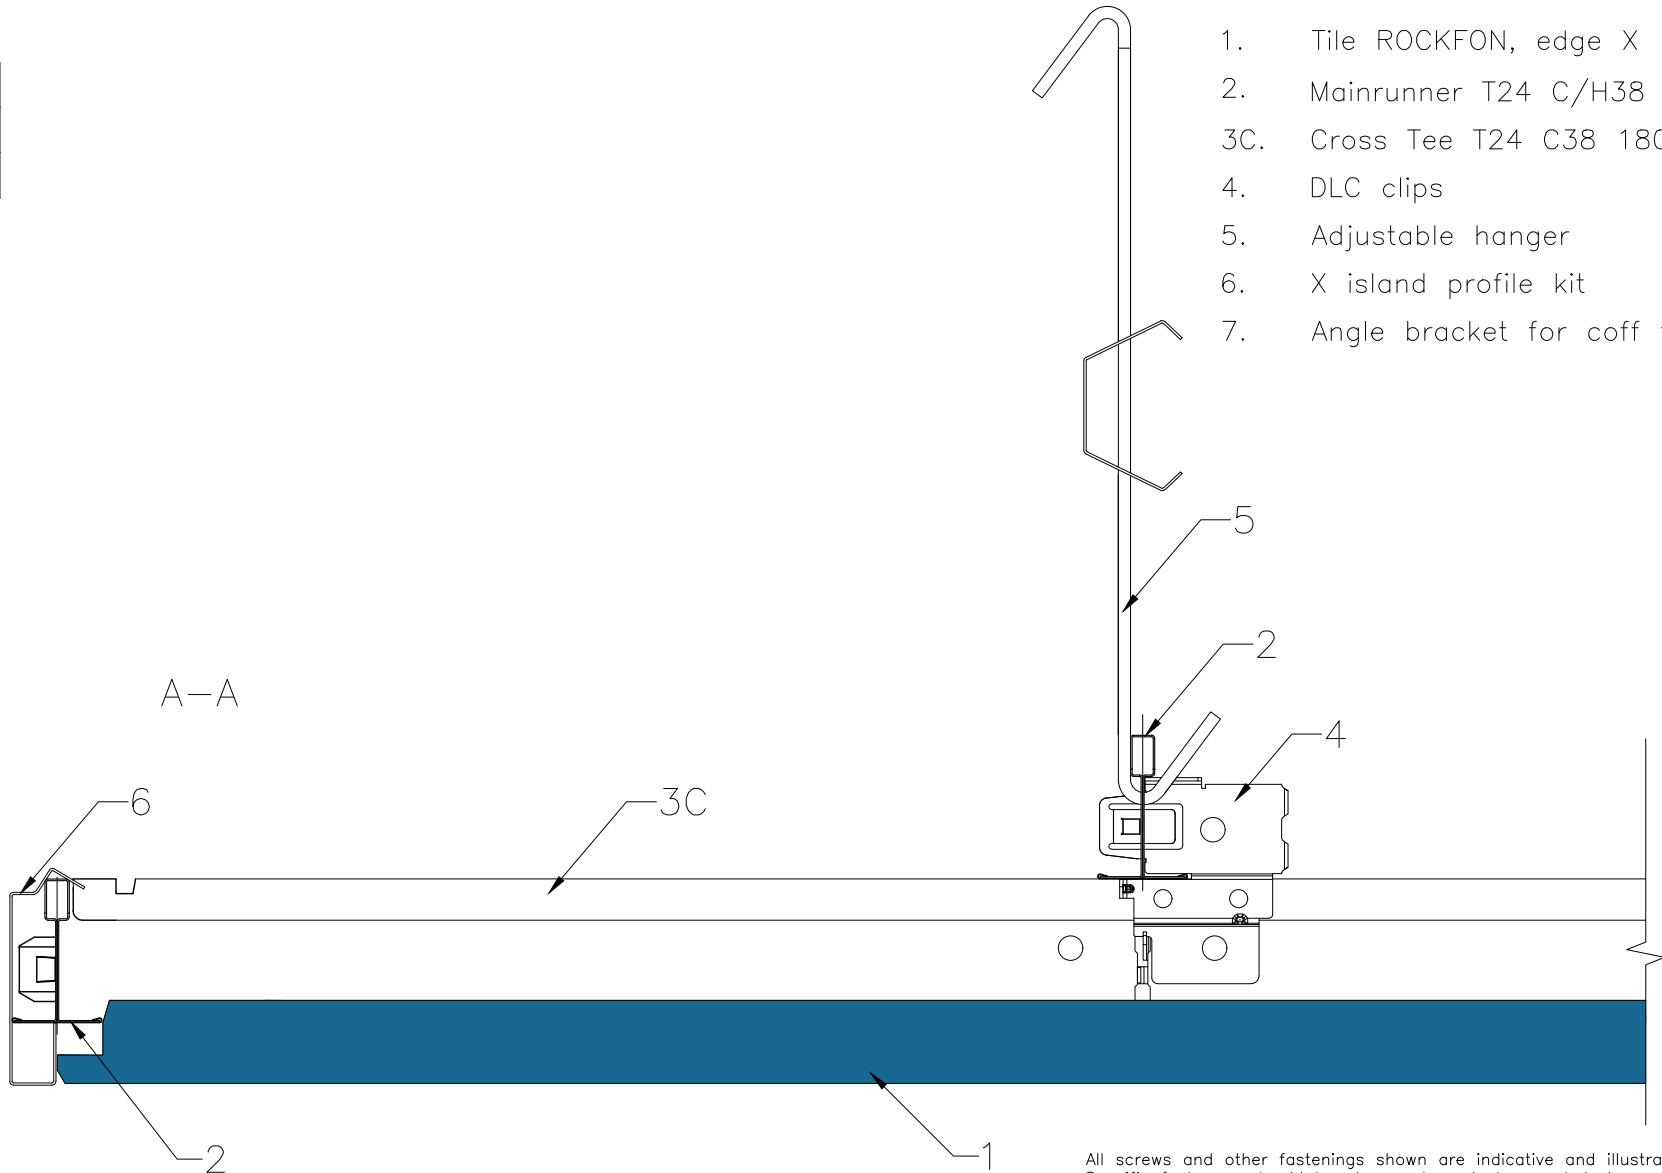 1. Tile ROCKFON, edge X
2. Mainrunner T24 C/H38
3C. Cross Tee T24 C38
4. DLC clips
5. Adjustable hanger
6. X island profile kit
7. Angle bracket for coff
5
2
A-A
4
6
3C
2
1
All screws and other fastenings shown are indicative and